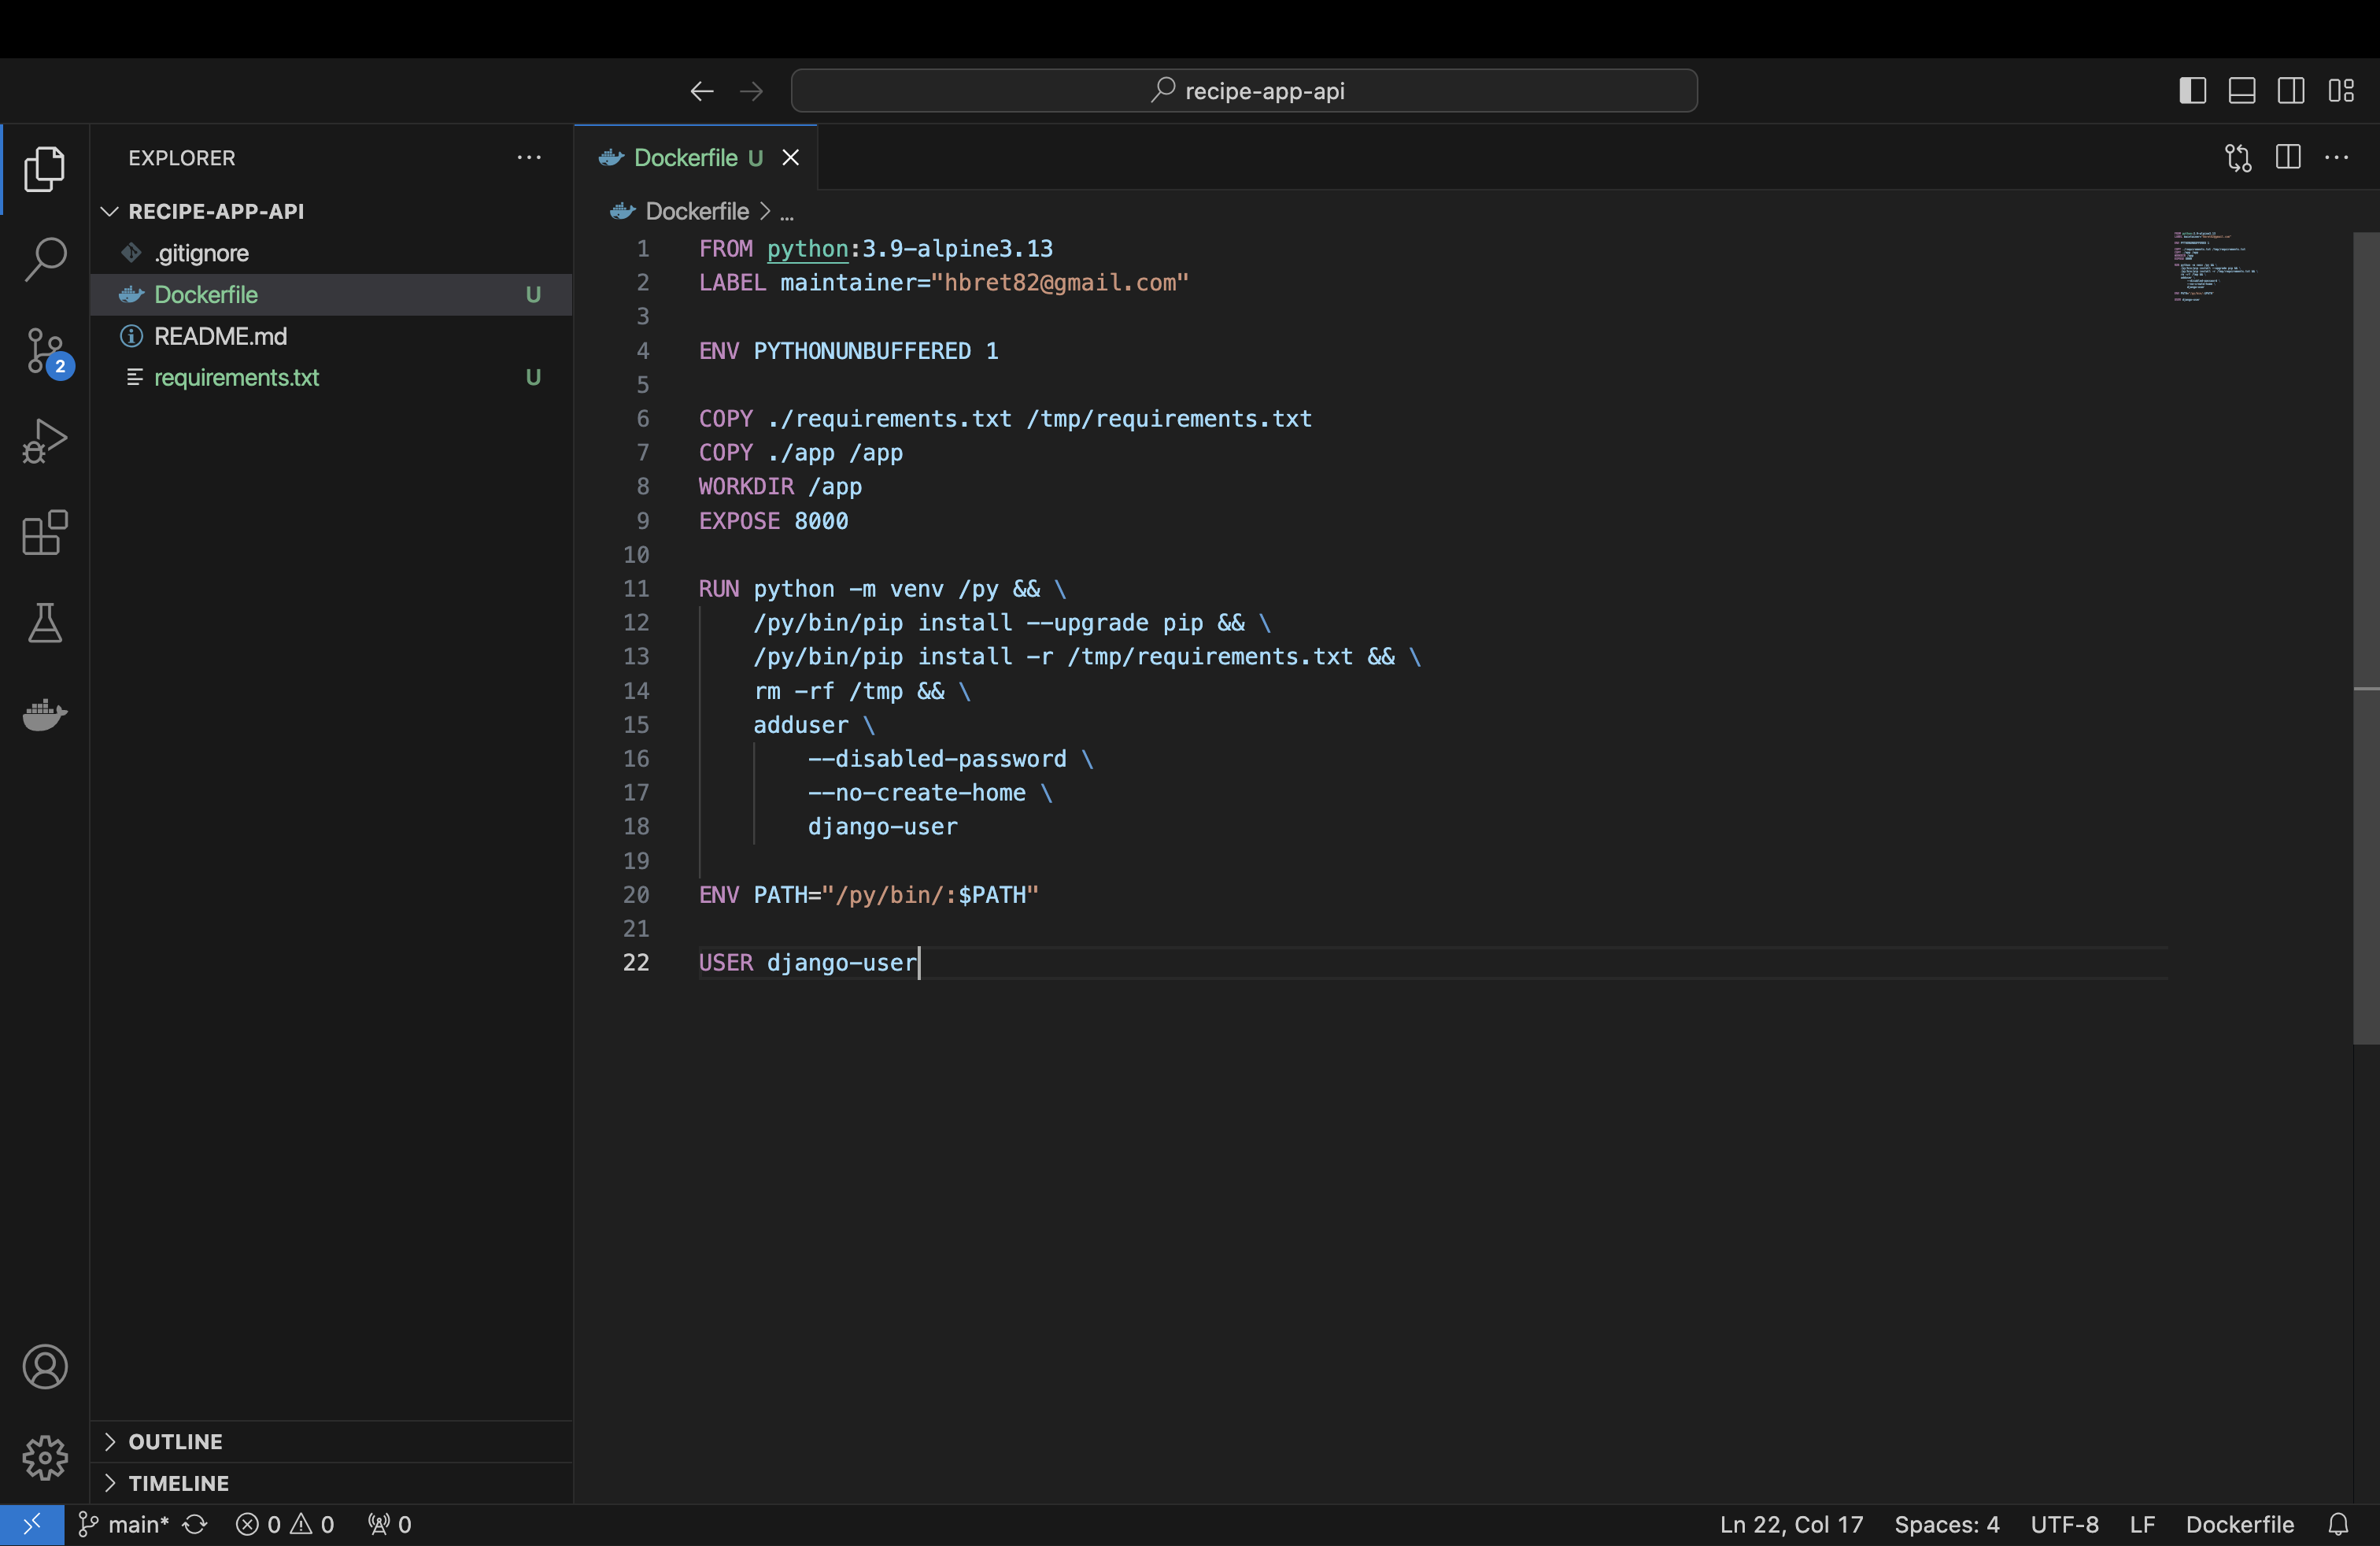 recipe-app-api
EXPLORER
RECIPE-APP-API
.gitignore
Dockerfile U
README.md
requirements.txt U
2
OUTLINE
TIMELINE
Dockerfile U
Dockerfile > ...
1 FROM python:3.9-alpine3.13
2 LABEL maintainer="hbret82@gmail.com"
3
4 ENV PYTHONUNBUFFERED 1
5
6 COPY ./requirements.txt /tmp/requirements.txt
7 COPY ./app /app
8 WORKDIR /app
9 EXPOSE 8000
10
11 RUN python -m venv /py && \
12     /py/bin/pip install --upgrade pip && \
13     /py/bin/pip install -r /tmp/requirements.txt && \
14     rm -rf /tmp && \
15     adduser \
16         --disabled-password \
17         --no-create-home \
18         django-user
19
20 ENV PATH="/py/bin/:$PATH"
21
22 USER django-user
main* 0 0 0 Ln 22, Col 17 Spaces: 4 UTF-8 LF Dockerfile